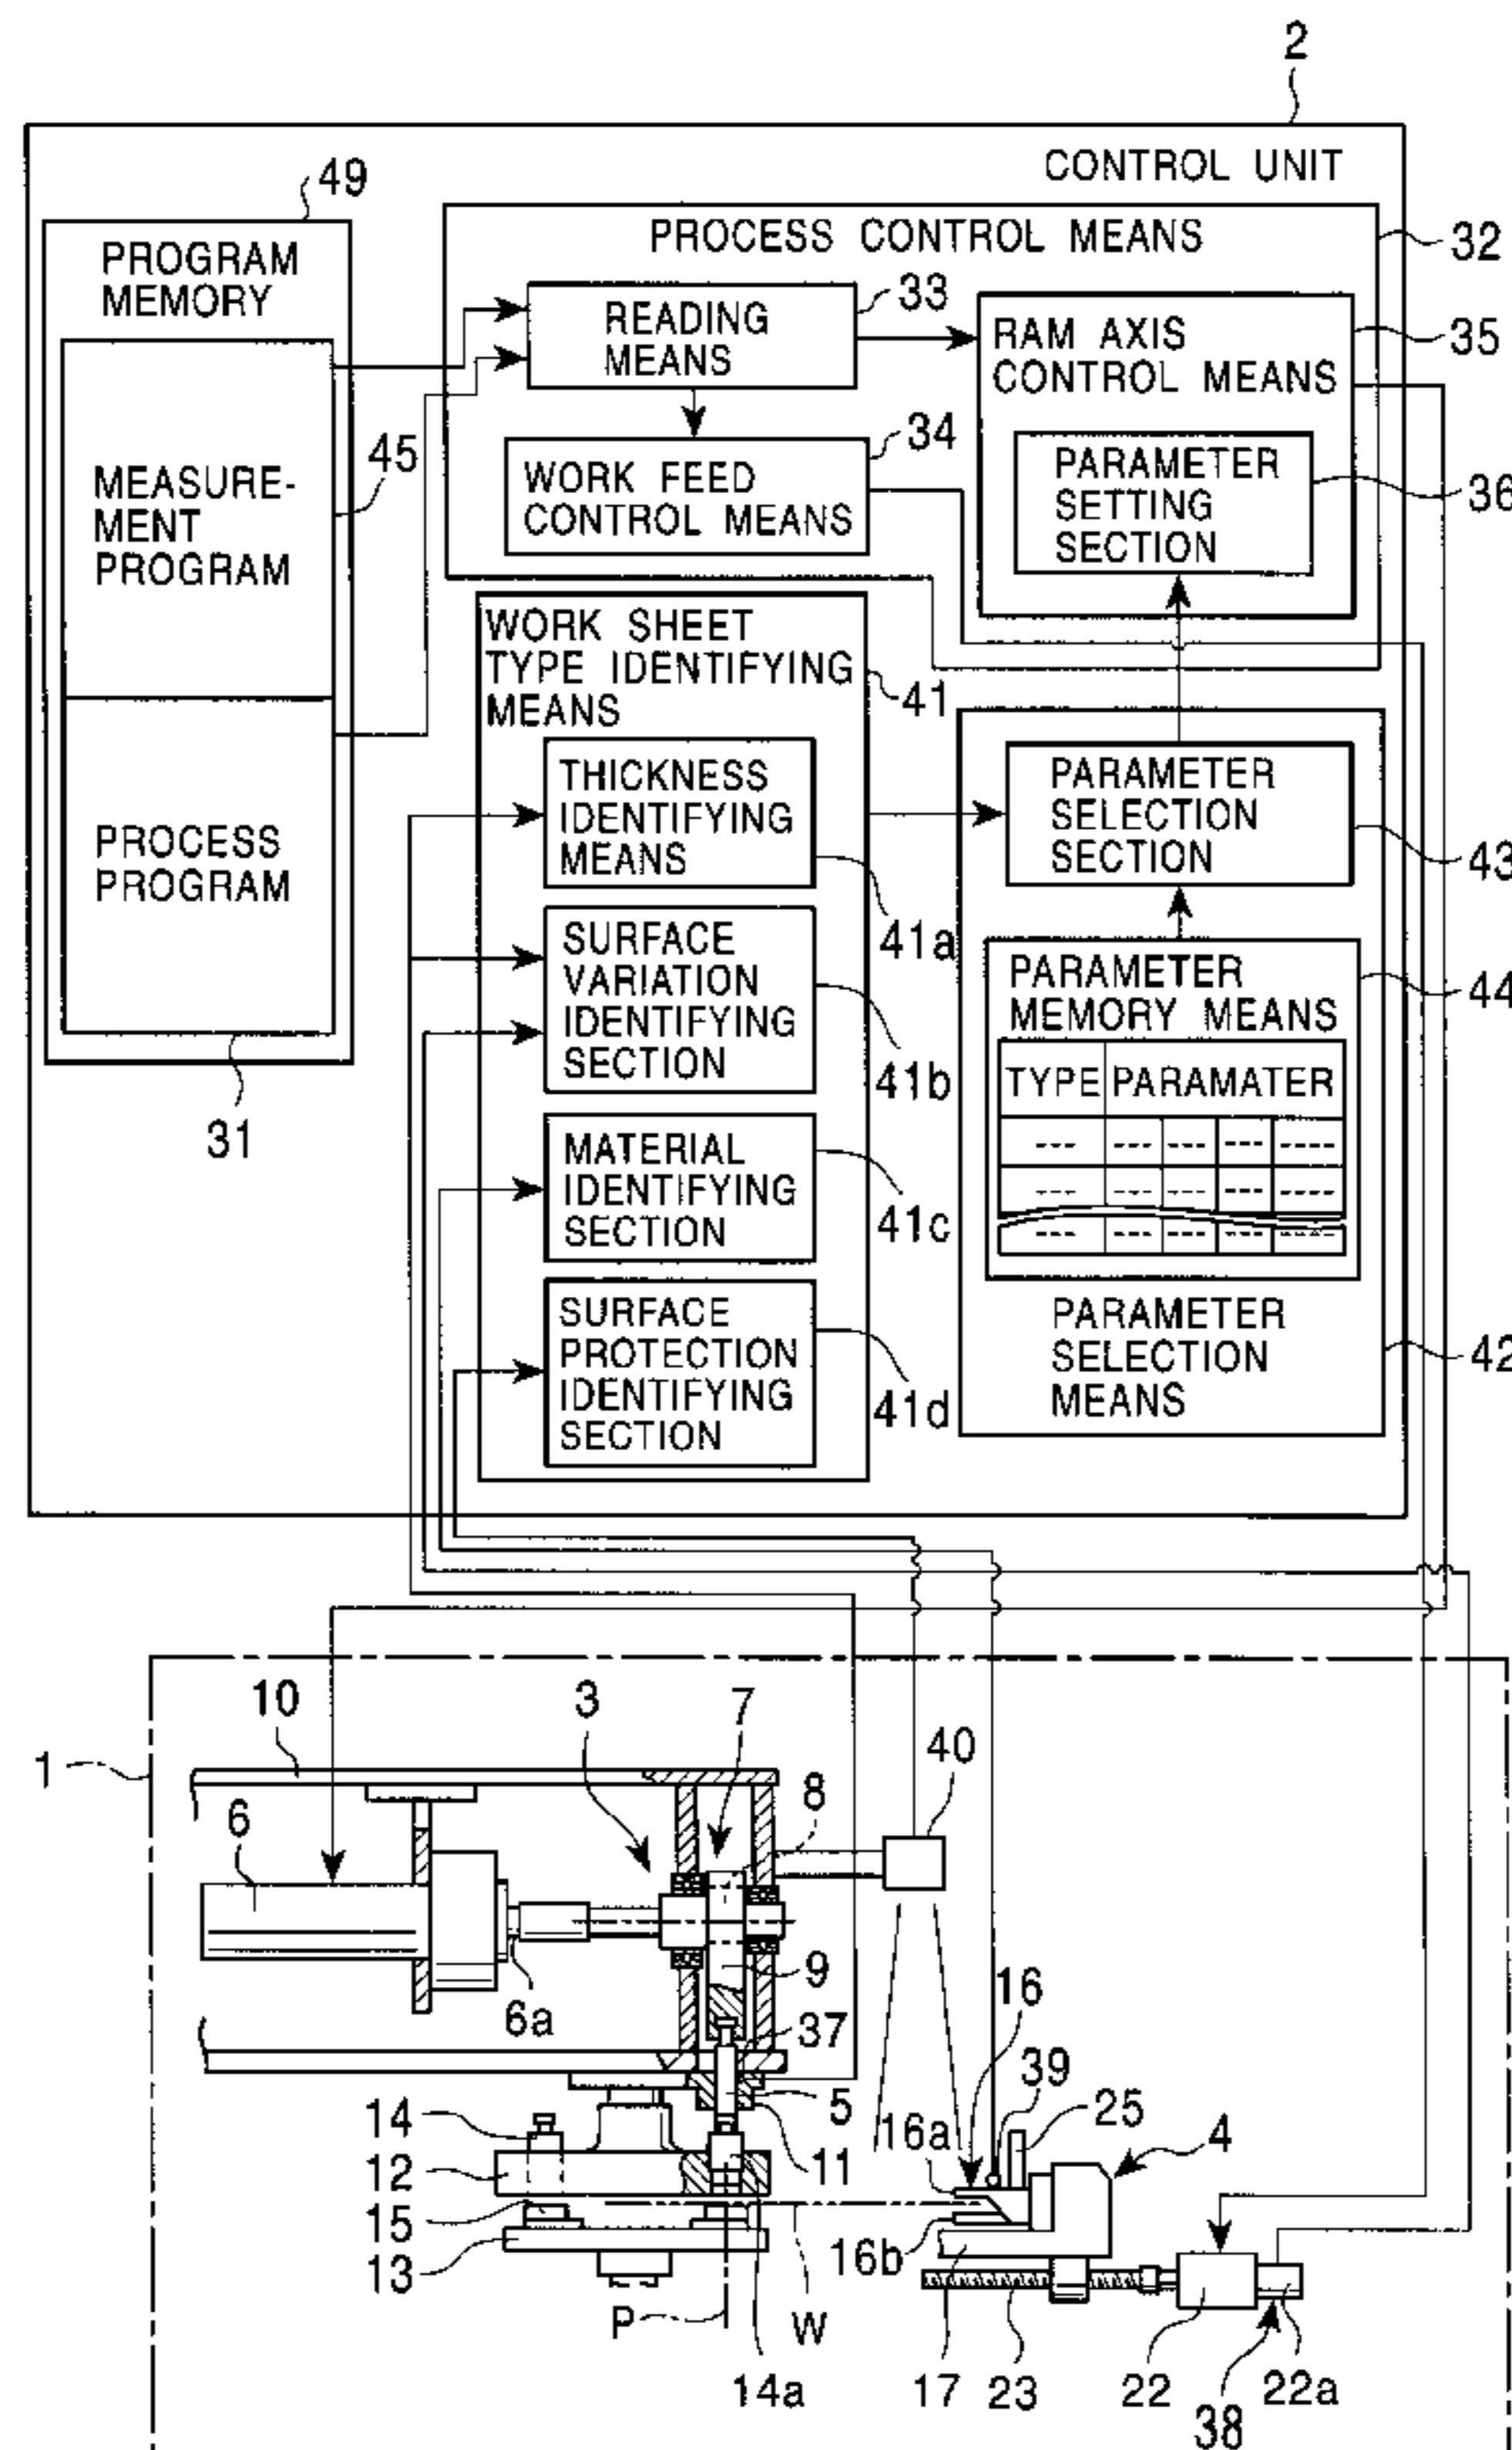 2
CONTROL UNIT
49
PROGRAM
MEMORY
PROCESS CONTROL MEANS
32
33
READING
MEANS
RAM AXIS
CONTROL MEANS
35
34
WORK FEED
CONTROL MEANS
PARAMETER
SETTING
SECTION
36
45
MEASURE-
MENT
PROGRAM
WORK SHEET
TYPE IDENTIFYING
MEANS
41
THICKNESS
IDENTIFYING
MEANS
41a
PARAMETER
SELECTION
SECTION
43
PROCESS
PROGRAM
31
SURFACE
VARIATION
IDENTIFYING
SECTION
41b
PARAMETER
MEMORY MEANS
44
TYPE PARAMATER
--- --- --- --- ----
--- --- --- --- ----
--- --- --- --- ----
MATERIAL
IDENTIFYING
SECTION
41c
SURFACE
PROTECTION
IDENTIFYING
SECTION
41d
PARAMETER
SELECTION
MEANS
42
1
10
3
7
8
40
6
6a
9
37
16
39
25
4
14
5
16a
12
11
15
16b
13
P
W
14a
17
23
22
22a
38